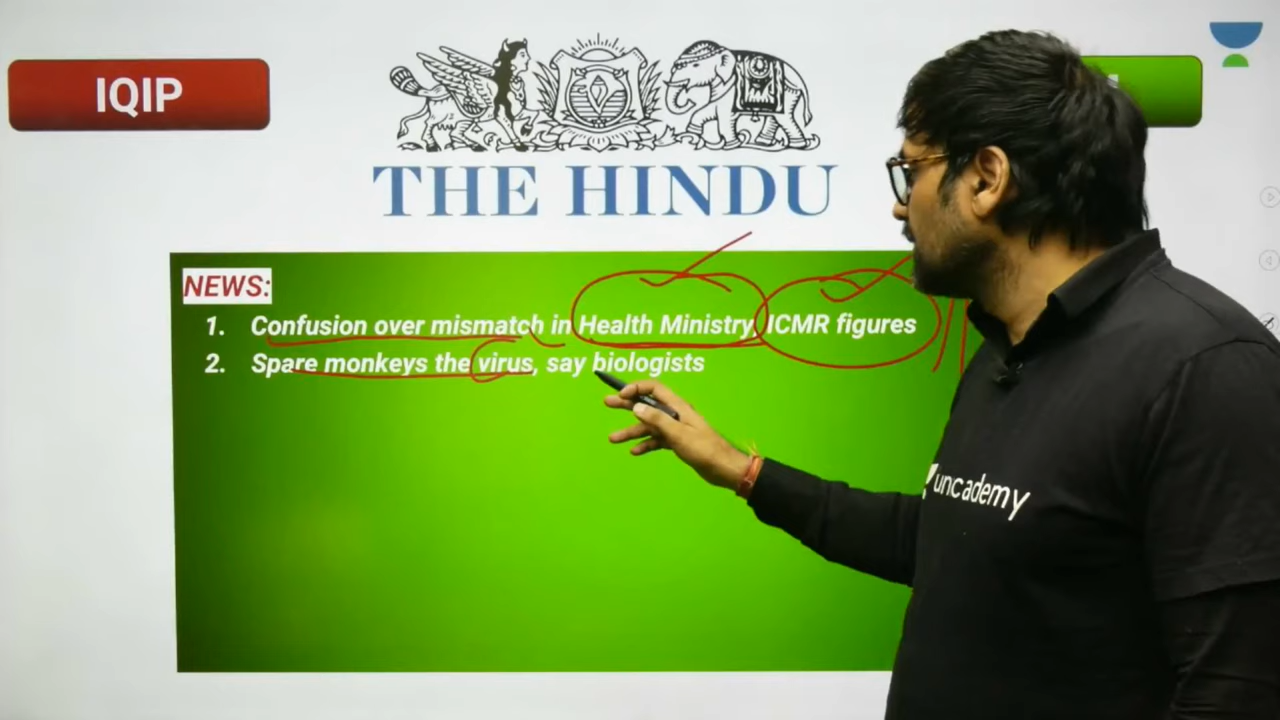 IQIP
THE HINDU
NEWS:
1. Confusion over mismatch in Health Ministry, ICMR figures
2. Spare monkeys the virus, say biologists
uncademy